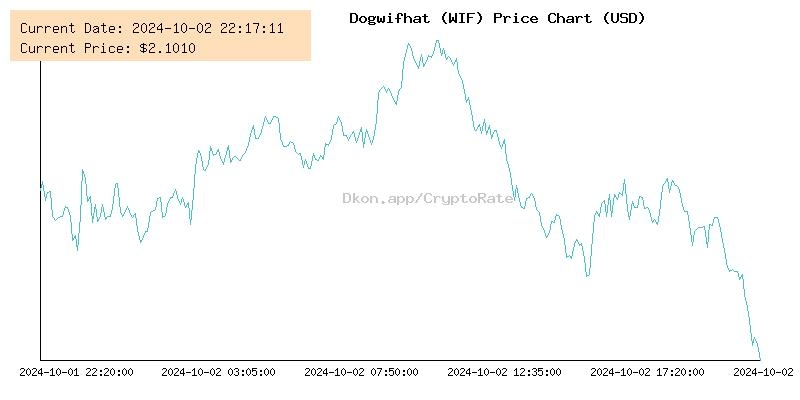 Dogwifhat (WIF) Price Chart (USD)
Current Date: 2024-10-02 22:17:11
Current Price: $2.1010
Dkon.app/CryptoRate
2024-10-01 22:20:00 2024-10-02 03:05:00 2024-10-02 07:50:00 2024-10-02 12:35:00 2024-10-02 17:20:00 2024-10-02